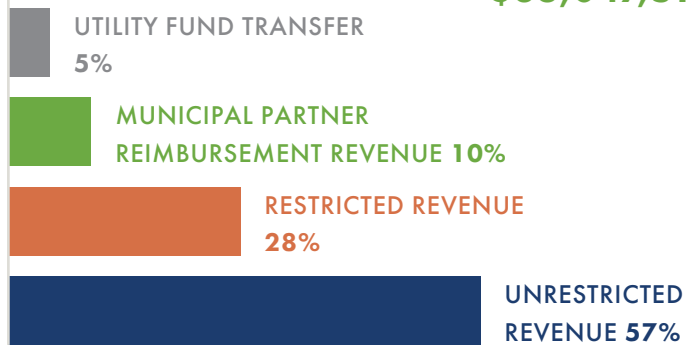 UTILITY FUND TRANSFER
5%
MUNICIPAL PARTNER
REIMBURSEMENT REVENUE 10%
RESTRICTED REVENUE
28%
UNRESTRICTED
REVENUE 57%